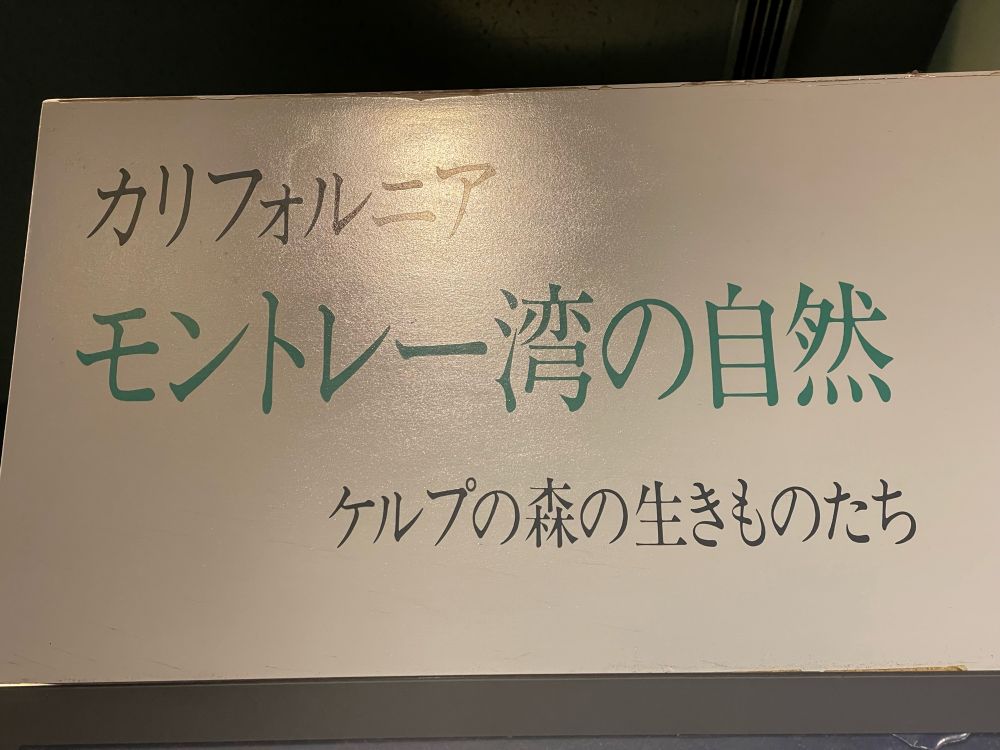 カリフォルニア
モントレー湾の自然
ケルプの森の生きものたち